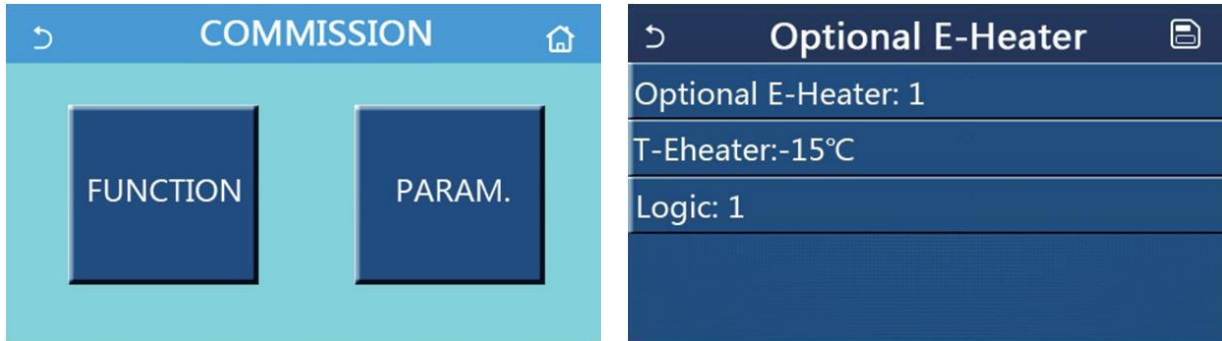 COMMISSION
FUNCTION
PARAM.
Optional E-Heater
Optional E-Heater: 1
T-Eheater:-15℃
Logic: 1